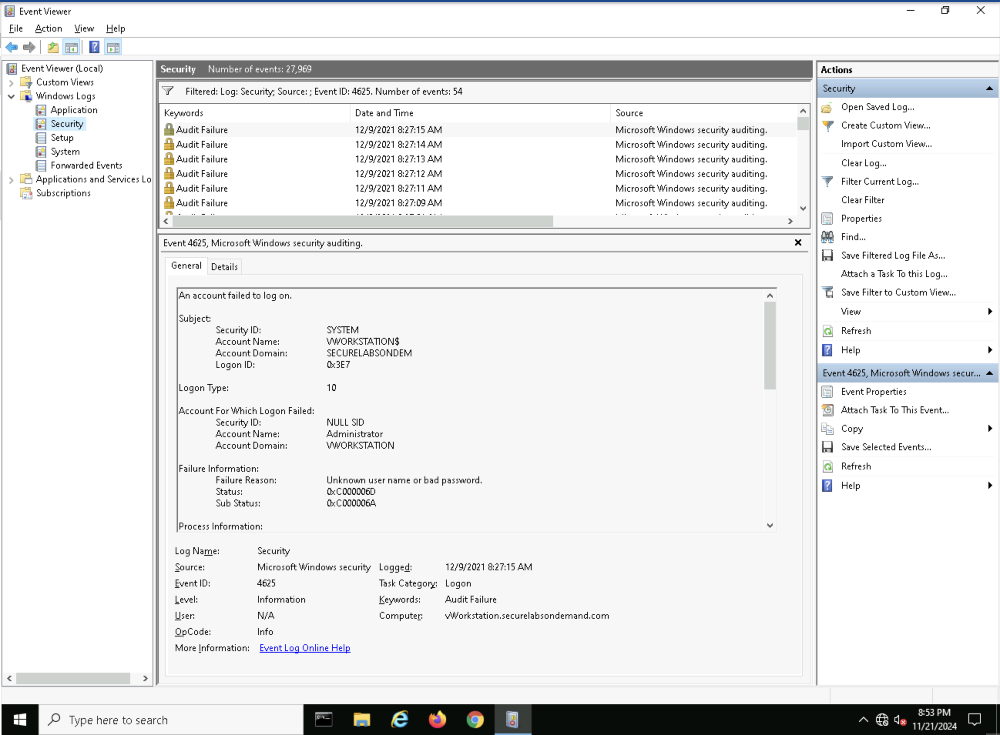 Event Viewer
File Action View Help
Event Viewer (Local)
Custom Views
Windows Logs
Application
Security
Setup
System
Forwarded Events
Applications and Services Lo
Subscriptions
Security Number of events: 27,969
Filtered: Log: Security; Source: ; Event ID: 4625. Number of events: 54
Keywords Date and Time Source
Audit Failure 12/9/2021 8:27:15 AM Microsoft Windows security auditing.
Audit Failure 12/9/2021 8:27:14 AM Microsoft Windows security auditing.
Audit Failure 12/9/2021 8:27:13 AM Microsoft Windows security auditing.
Audit Failure 12/9/2021 8:27:12 AM Microsoft Windows security auditing.
Audit Failure 12/9/2021 8:27:11 AM Microsoft Windows security auditing.
Audit Failure 12/9/2021 8:27:09 AM Microsoft Windows security auditing.
Event 4625, Microsoft Windows security auditing.
General Details
An account failed to log on.
Subject:
Security ID: SYSTEM
Account Name: VWORKSTATION$
Account Domain: SECURELABSONDEM
Logon ID: 0x3E7
Logon Type: 10
Account For Which Logon Failed:
Security ID: NULL SID
Account Name: Administrator
Account Domain: VWORKSTATION
Failure Information:
Failure Reason: Unknown user name or bad password.
Status: 0xC000006D
Sub Status: 0xC000006A
Process Information:
Log Name: Security
Source: Microsoft Windows security Logged: 12/9/2021 8:27:15 AM
Event ID: 4625 Task Category: Logon
Level: Information Keywords: Audit Failure
User: N/A Computer: vWorkstation.securelabsondemand.com
OpCode: Info
More Information: Event Log Online Help
Actions
Security
Open Saved Log...
Create Custom View...
Import Custom View...
Clear Log...
Filter Current Log...
Clear Filter
Properties
Find...
Save Filtered Log File As...
Attach a Task To this Log...
Save Filter to Custom View...
View
Refresh
Help
Event 4625, Microsoft Windows secur...
Event Properties
Attach Task To This Event...
Copy
Save Selected Events...
Refresh
Help
Type here to search
8:53 PM
11/21/2024